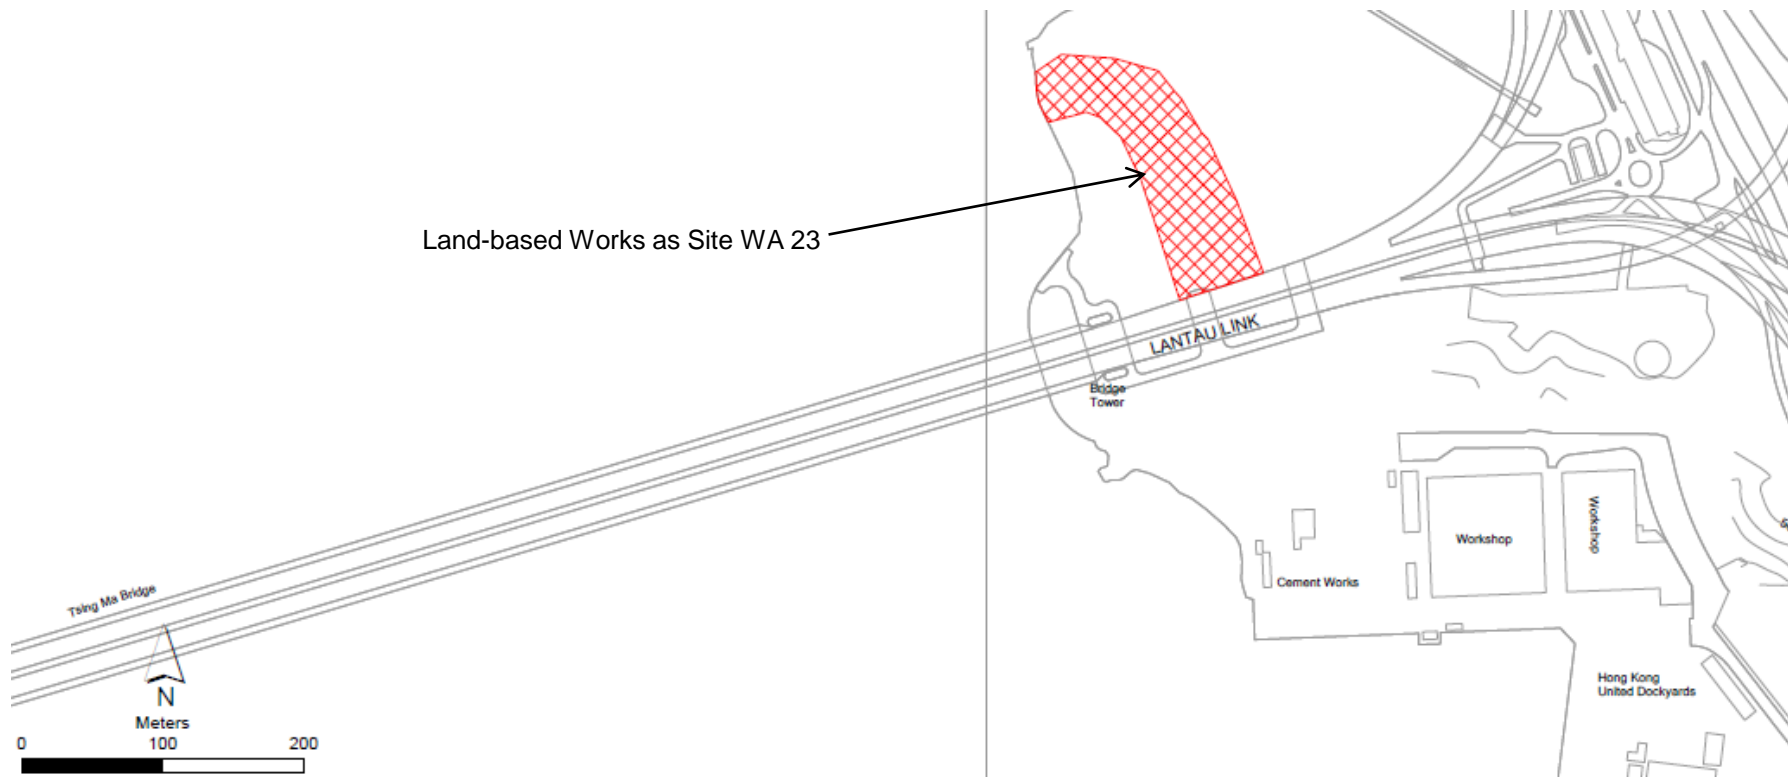 Land-based Works as Site WA 23
LANTAU LINK
Bridge
Tower
Tsing Ma Bridge
N
Meters
0 100 200
Workshop
Workshop
Cement Works
Hong Kong
United Dockyards